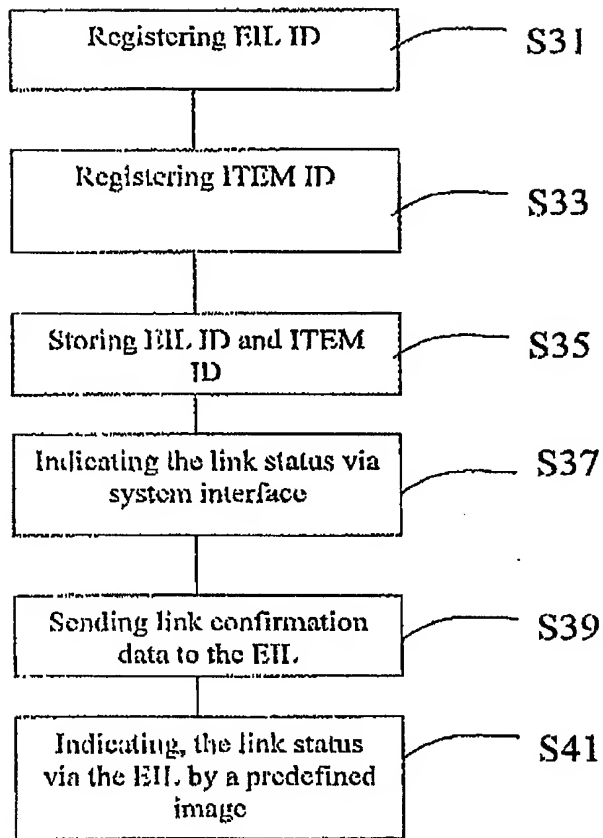 Registering EIL ID
S31
Registering ITEM ID
S33
Storing EIL ID and ITEM
ID
S35
Indicating the link status via
system interface
S37
Sending link confirmation
data to the EIL
S39
Indicating, the link status
via the EIL by a predefined
image
S41